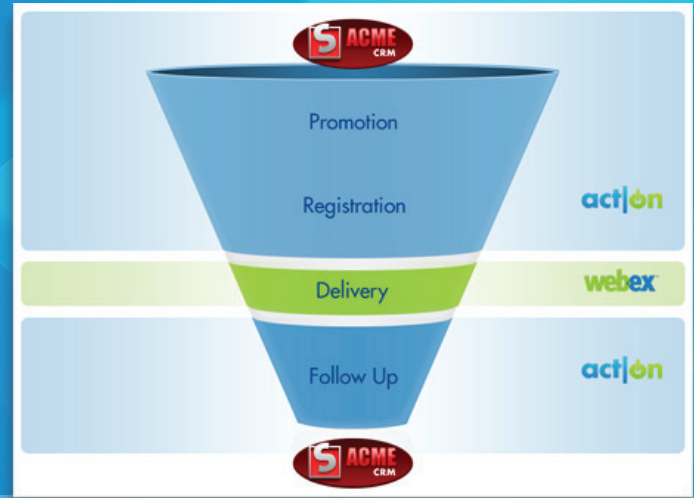 S ACME
CRM
Promotion
Registration
act|on
Delivery
webex
Follow Up
act|on
S ACME
CRM